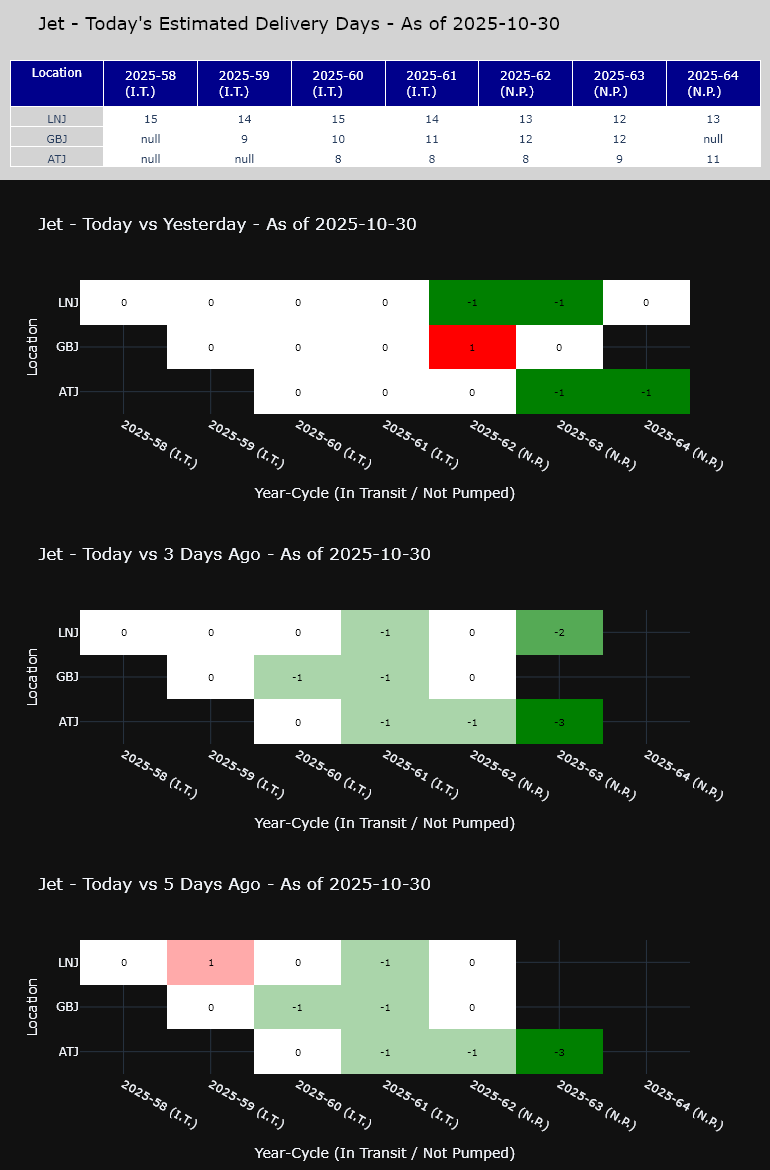 Jet - Today's Estimated Delivery Days - As of 2025-10-30
Location 2025-58 (I.T.) 2025-59 (I.T.) 2025-60 (I.T.) 2025-61 (I.T.) 2025-62 (N.P.) 2025-63 (N.P.) 2025-64 (N.P.)
LNJ 15 14 15 14 13 12 13
GBJ null 9 10 11 12 12 null
ATJ null null 8 8 8 9 11
Jet - Today vs Yesterday - As of 2025-10-30
LNJ 0 0 0 0 -1 -1 0
GBJ 0 0 0 1 0
ATJ 0 0 0 -1 -1
Location
2025-58 (I.T.) 2025-59 (I.T.) 2025-60 (I.T.) 2025-61 (I.T.) 2025-62 (N.P.) 2025-63 (N.P.) 2025-64 (N.P.)
Year-Cycle (In Transit / Not Pumped)
Jet - Today vs 3 Days Ago - As of 2025-10-30
LNJ 0 0 0 -1 0 -2
GBJ 0 -1 -1 0
ATJ 0 -1 -1 -3
Location
2025-58 (I.T.) 2025-59 (I.T.) 2025-60 (I.T.) 2025-61 (I.T.) 2025-62 (N.P.) 2025-63 (N.P.) 2025-64 (N.P.)
Year-Cycle (In Transit / Not Pumped)
Jet - Today vs 5 Days Ago - As of 2025-10-30
LNJ 0 1 0 -1 0
GBJ 0 -1 -1 0
ATJ 0 -1 -1 -3
Location
2025-58 (I.T.) 2025-59 (I.T.) 2025-60 (I.T.) 2025-61 (I.T.) 2025-62 (N.P.) 2025-63 (N.P.) 2025-64 (N.P.)
Year-Cycle (In Transit / Not Pumped)